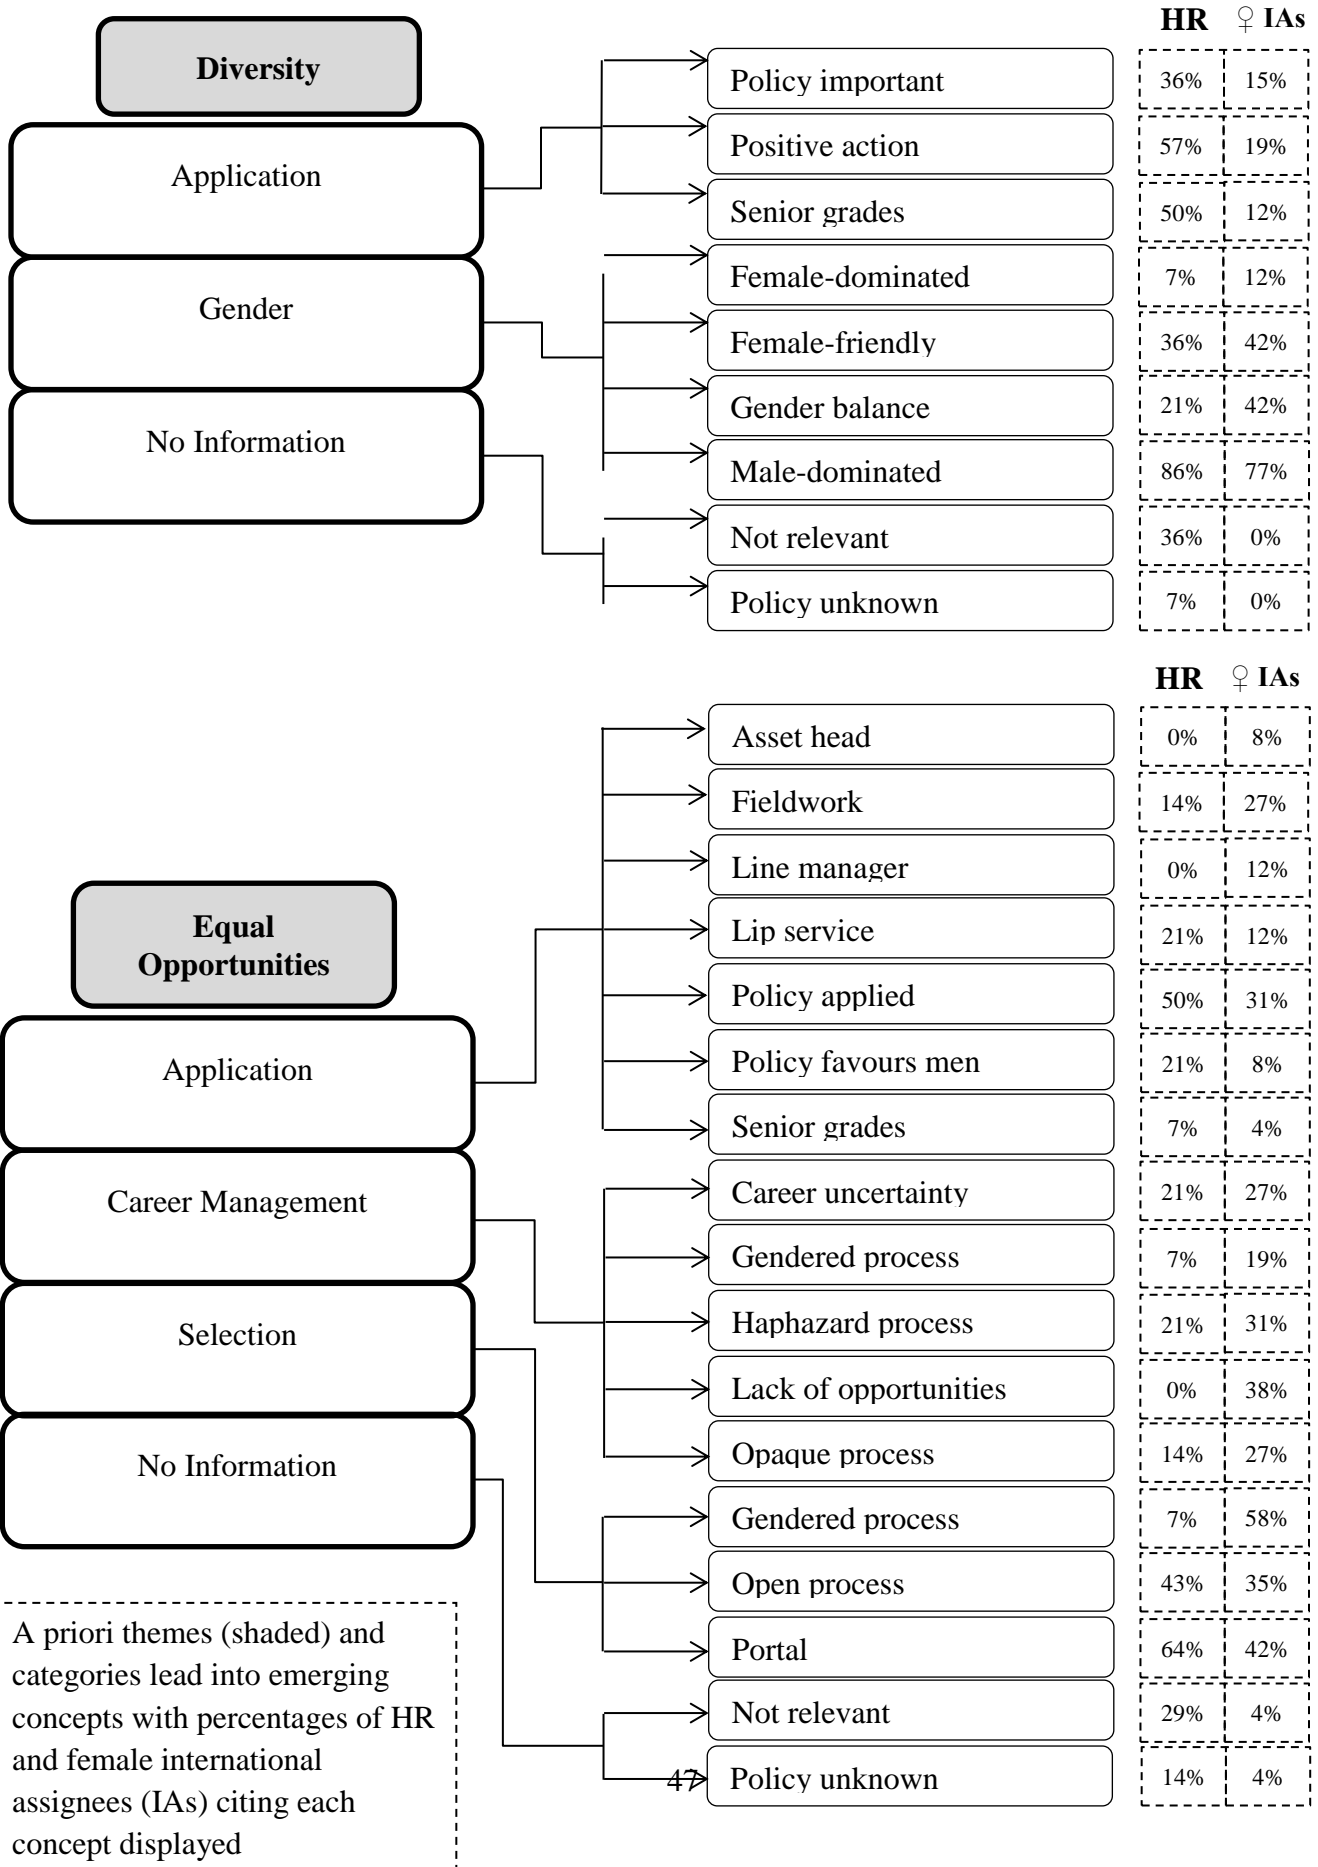 HR ♀ IAs
Diversity
Application
Gender
No Information
Policy important 36% 15%
Positive action 57% 19%
Senior grades 50% 12%
Female-dominated 7% 12%
Female-friendly 36% 42%
Gender balance 21% 42%
Male-dominated 86% 77%
Not relevant 36% 0%
Policy unknown 7% 0%
HR ♀ IAs
Equal
Opportunities
Application
Career Management
Selection
No Information
Asset head 0% 8%
Fieldwork 14% 27%
Line manager 0% 12%
Lip service 21% 12%
Policy applied 50% 31%
Policy favours men 21% 8%
Senior grades 7% 4%
Career uncertainty 21% 27%
Gendered process 7% 19%
Haphazard process 21% 31%
Lack of opportunities 0% 38%
Opaque process 14% 27%
Gendered process 7% 58%
Open process 43% 35%
Portal 64% 42%
Not relevant 29% 4%
Policy unknown 14% 4%
A priori themes (shaded) and
categories lead into emerging
concepts with percentages of HR
and female international
assignees (IAs) citing each
concept displayed
47